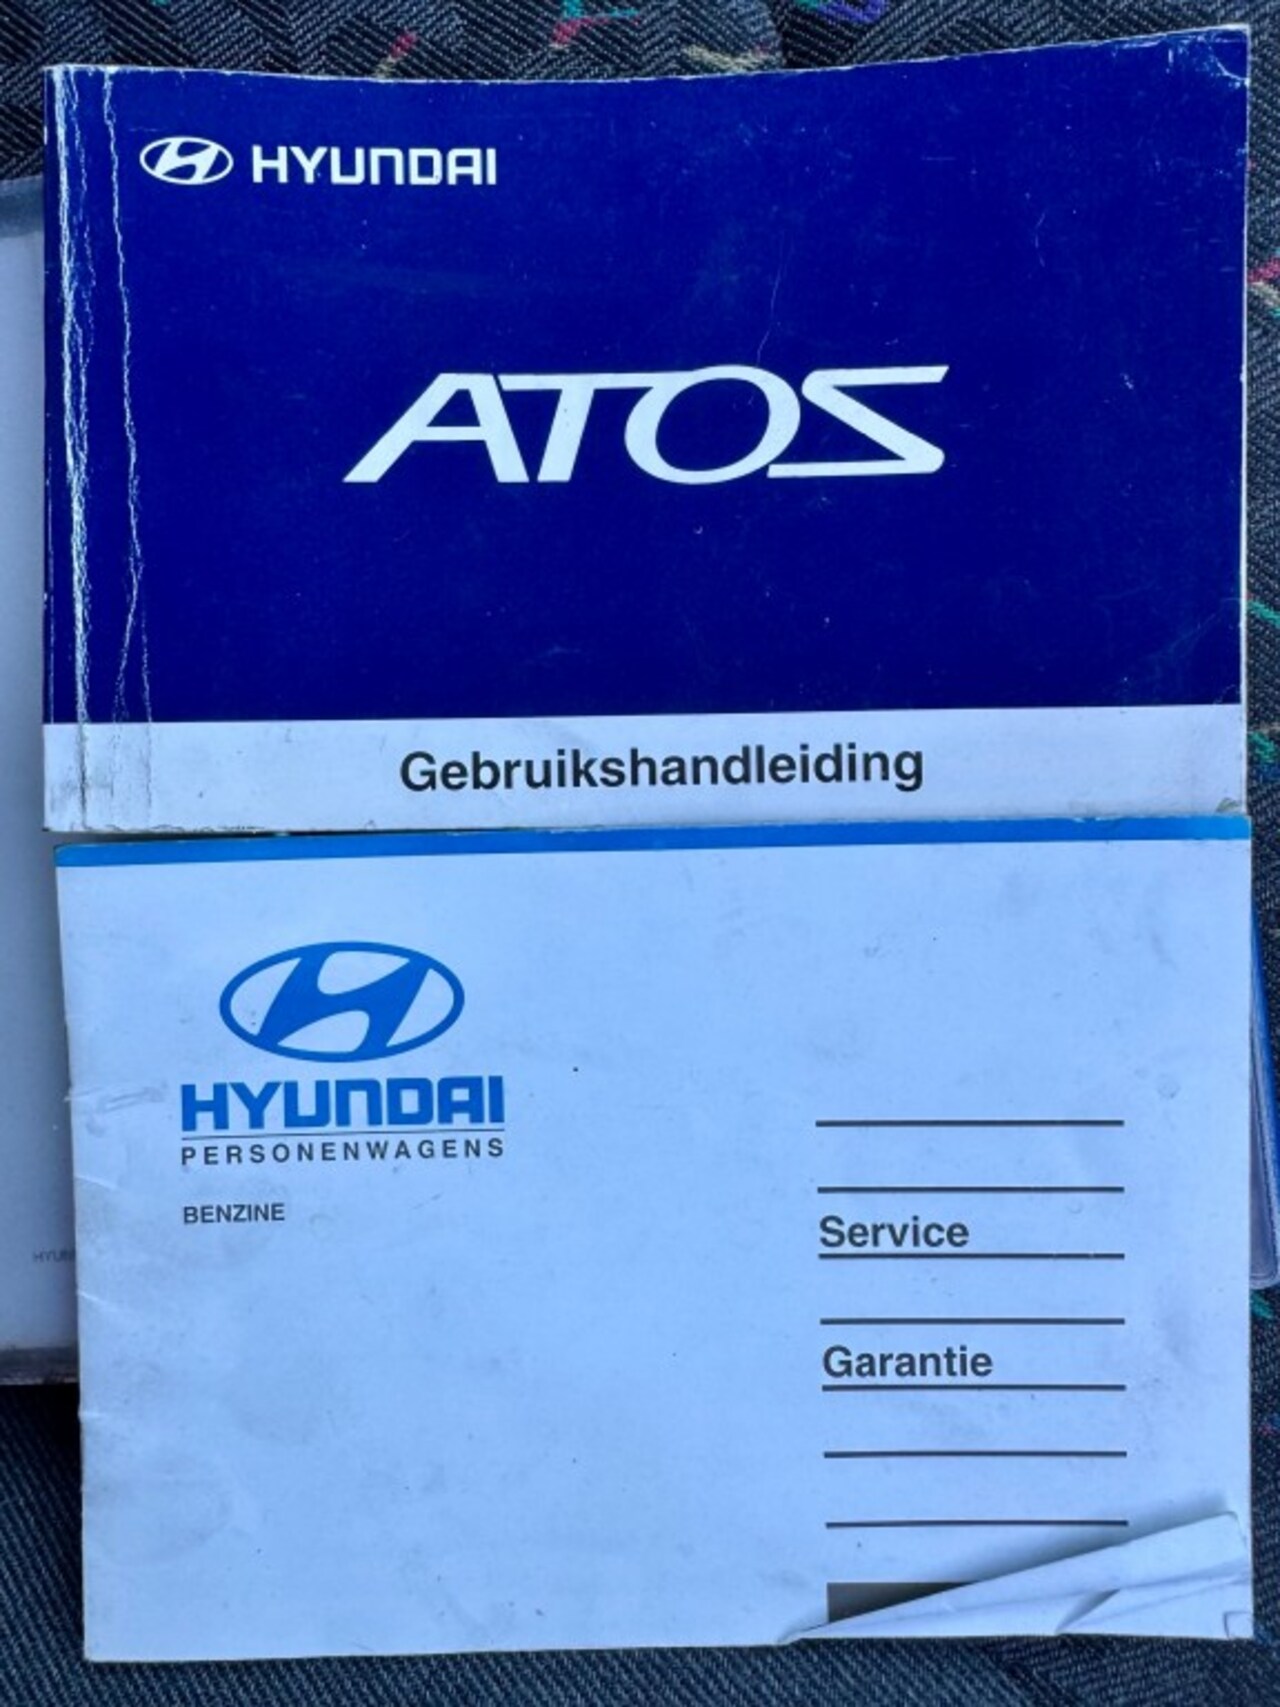 HYUNDAI
ATOS
Gebruikshandleiding
HYUNDAI
PERSONENWAGENS
BENZINE
Service
Garantie